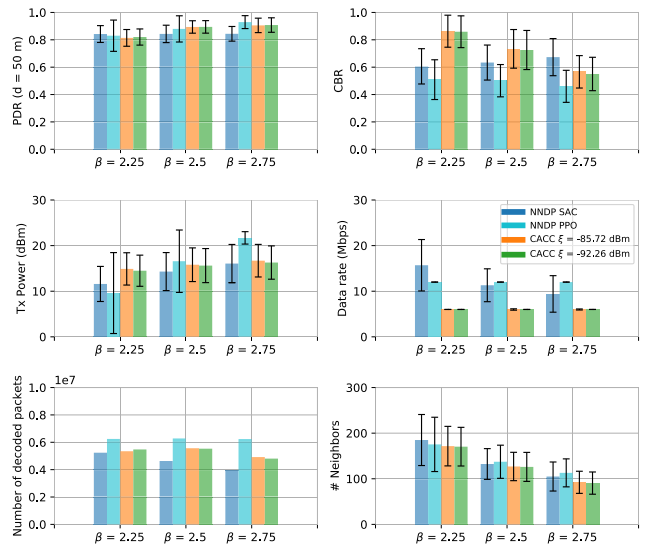 PDR (d = 50 m)
1.0
0.8
0.6
0.4
0.2
0.0
β = 2.25
β = 2.5
β = 2.75
CBR
1.0
0.8
0.6
0.4
0.2
0.0
β = 2.25
β = 2.5
β = 2.75
Tx Power (dBm)
30
20
10
0
β = 2.25
β = 2.5
β = 2.75
Data rate (Mbps)
30
20
10
0
NNDP SAC
NNDP PPO
CACC ξ = -85.72 dBm
CACC ξ = -92.26 dBm
β = 2.25
β = 2.5
β = 2.75
Number of decoded packets
1e7
1.0
0.8
0.6
0.4
0.2
0.0
β = 2.25
β = 2.5
β = 2.75
# Neighbors
300
200
100
0
β = 2.25
β = 2.5
β = 2.75